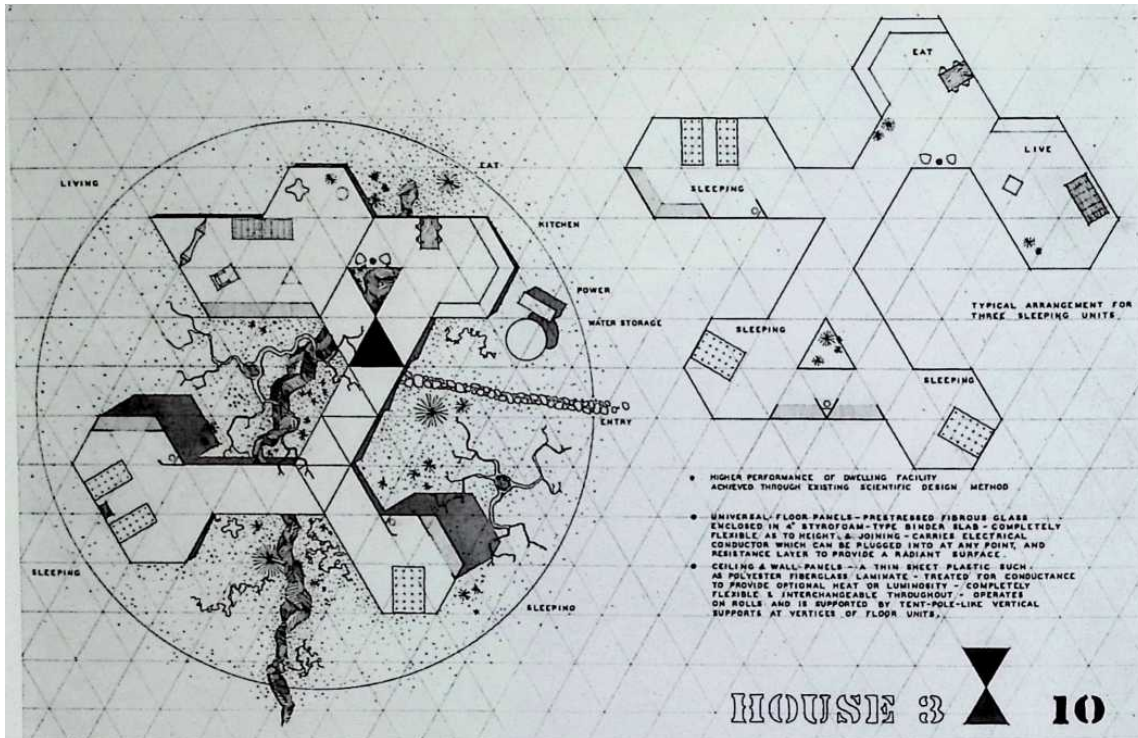 LIVING
EAT
KITCHEN
POWER
WATER STORAGE
ENTRY
SLEEPING
SLEEPING
EAT
LIVE
SLEEPING
TYPICAL ARRANGEMENT FOR
THREE SLEEPING UNITS
SLEEPING
SLEEPING
• HIGHER PERFORMANCE OF DWELLING FACILITY
ACHIEVED THROUGH EXISTING SCIENTIFIC DESIGN METHOD
• UNIVERSAL FLOOR PANELS - PRESTRESSED FIBROUS GLASS
ENCLOSED IN 4" STYROFOAM-TYPE BINDER SLAB - COMPLETELY
FLEXIBLE AS TO HEIGHT & JOINING - CARRIES ELECTRICAL
CONDUCTOR WHICH CAN BE PLUGGED INTO AT ANY POINT, AND
RESISTANCE LAYER TO PROVIDE A RADIANT SURFACE.
• CEILING & WALL PANELS - A THIN SHEET PLASTIC SUCH
AS POLYESTER FIBERGLASS LAMINATE - TREATED FOR CONDUCTANCE
TO PROVIDE OPTIONAL HEAT OR LUMINOSITY - COMPLETELY
FLEXIBLE & INTERCHANGEABLE THROUGHOUT - OPERATES
ON ROLLS AND IS SUPPORTED BY TENT-POLE-LIKE VERTICAL
SUPPORTS AT VERTICES OF FLOOR UNITS.
HOUSE 3 10